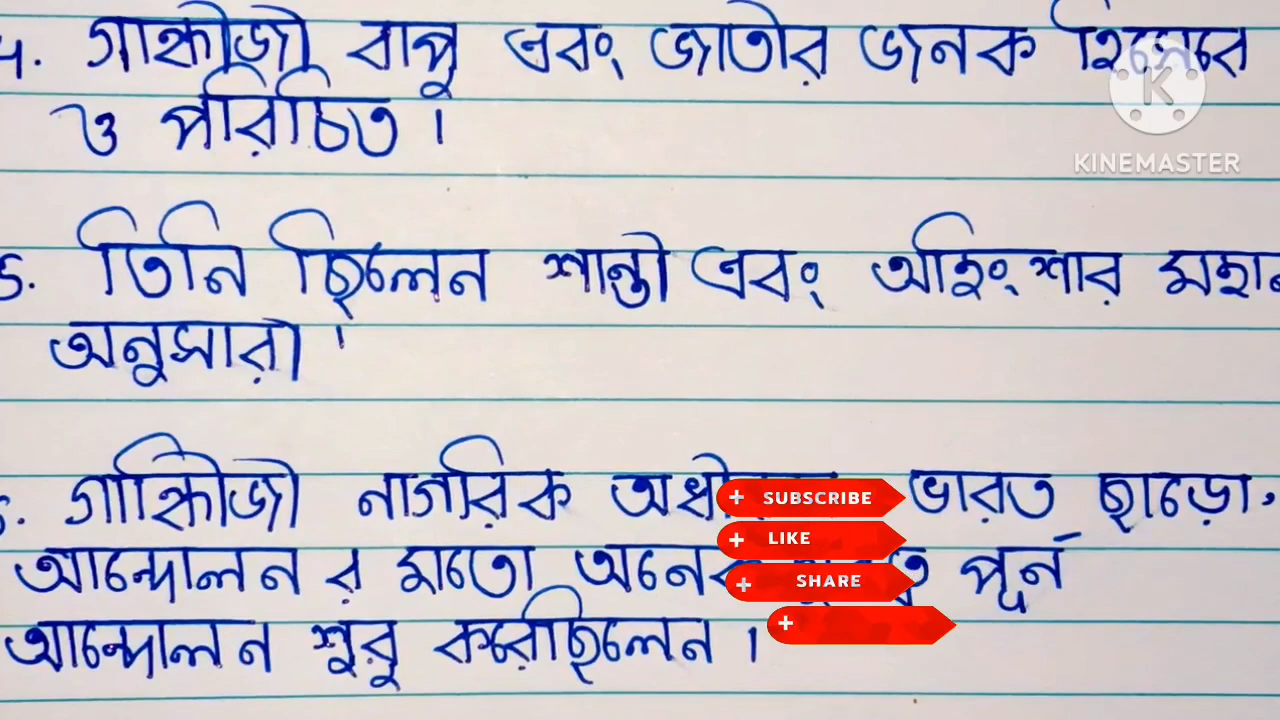 4. গান্ধীজী বাপু এবং জাতীর জনক হিসেবে
ও পরিচিত।
KINEMASTER
5. তিনি ছিলেন শান্তী এবং অহিংশার মহান
অনুসারী।
গান্ধীজী নাগরিক ভারত ছাড়ো,
SUBSCRIBE
আন্দোলন র মতো অনেক পূর্ন
LIKE
SHARE
আন্দোলন শুরু করেছিলেন।